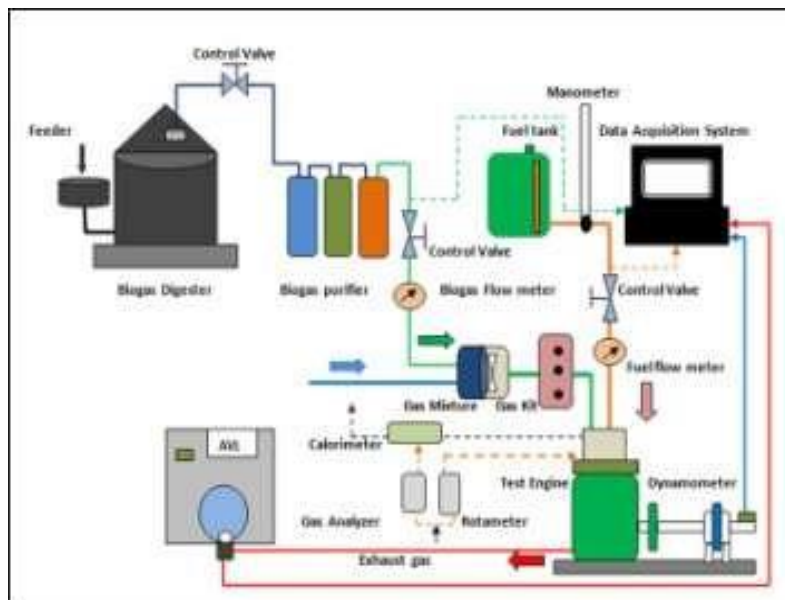 Control Valve
Manometer
Feeder
Fuel tank
Data Acquisition System
Control Valve
Biogas Digester
Biogas purifier
Biogas Flow meter
Control Valve
Fuel flow meter
Gas Mixture
Gas Kit
AVL
Calorimeter
Test Engine
Dynamometer
Gas Analyzer
Rotameter
Exhaust gas